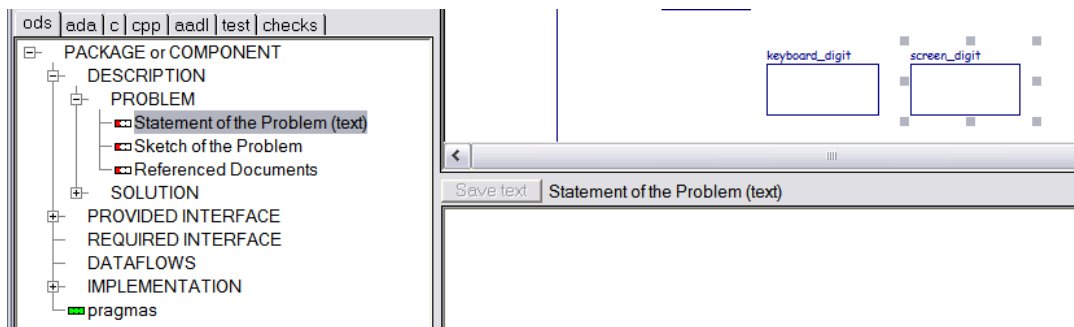 ods ada c cpp aadl test checks
PACKAGE or COMPONENT
DESCRIPTION
PROBLEM
Statement of the Problem (text)
Sketch of the Problem
Referenced Documents
SOLUTION
PROVIDED INTERFACE
REQUIRED INTERFACE
DATAFLOWS
IMPLEMENTATION
pragmas
keyboard_digit screen_digit
Save text Statement of the Problem (text)